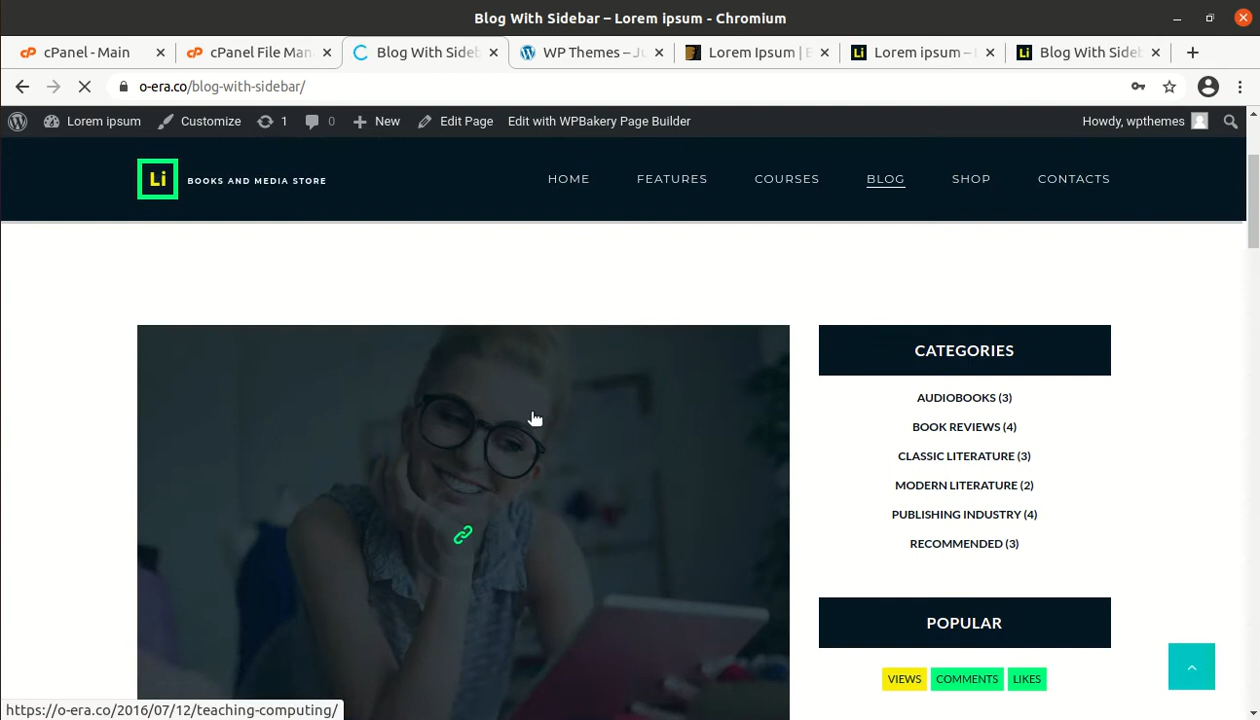 Blog With Sidebar – Lorem ipsum - Chromium
cPanel - Main
cPanel File Man
Blog With Sideb
WP Themes – Ju
Lorem Ipsum | B
Lorem ipsum –
Blog With Sideb
o-era.co/blog-with-sidebar/
Lorem ipsum
Customize
1
0
New
Edit Page
Edit with WPBakery Page Builder
Howdy, wpthemes
Li
BOOKS AND MEDIA STORE
HOME
FEATURES
COURSES
BLOG
SHOP
CONTACTS
CATEGORIES
AUDIOBOOKS (3)
BOOK REVIEWS (4)
CLASSIC LITERATURE (3)
MODERN LITERATURE (2)
PUBLISHING INDUSTRY (4)
RECOMMENDED (3)
POPULAR
VIEWS
COMMENTS
LIKES
https://o-era.co/2016/07/12/teaching-computing/